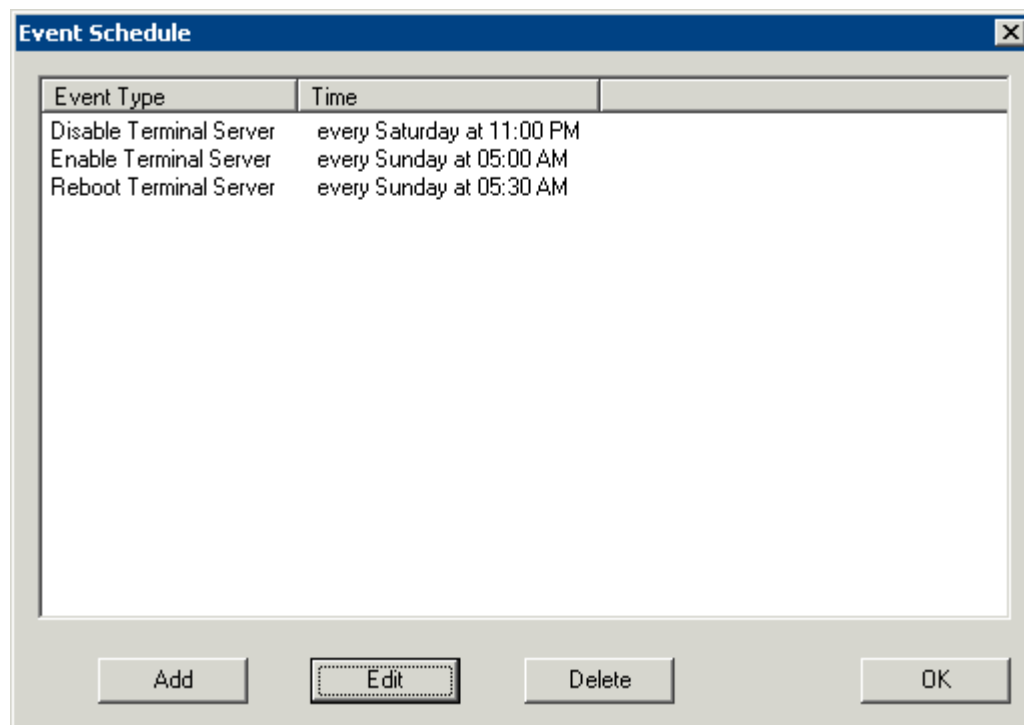 Event Schedule
Event Type Time
Disable Terminal Server every Saturday at 11:00 PM
Enable Terminal Server every Sunday at 05:00 AM
Reboot Terminal Server every Sunday at 05:30 AM
Add Edit Delete OK